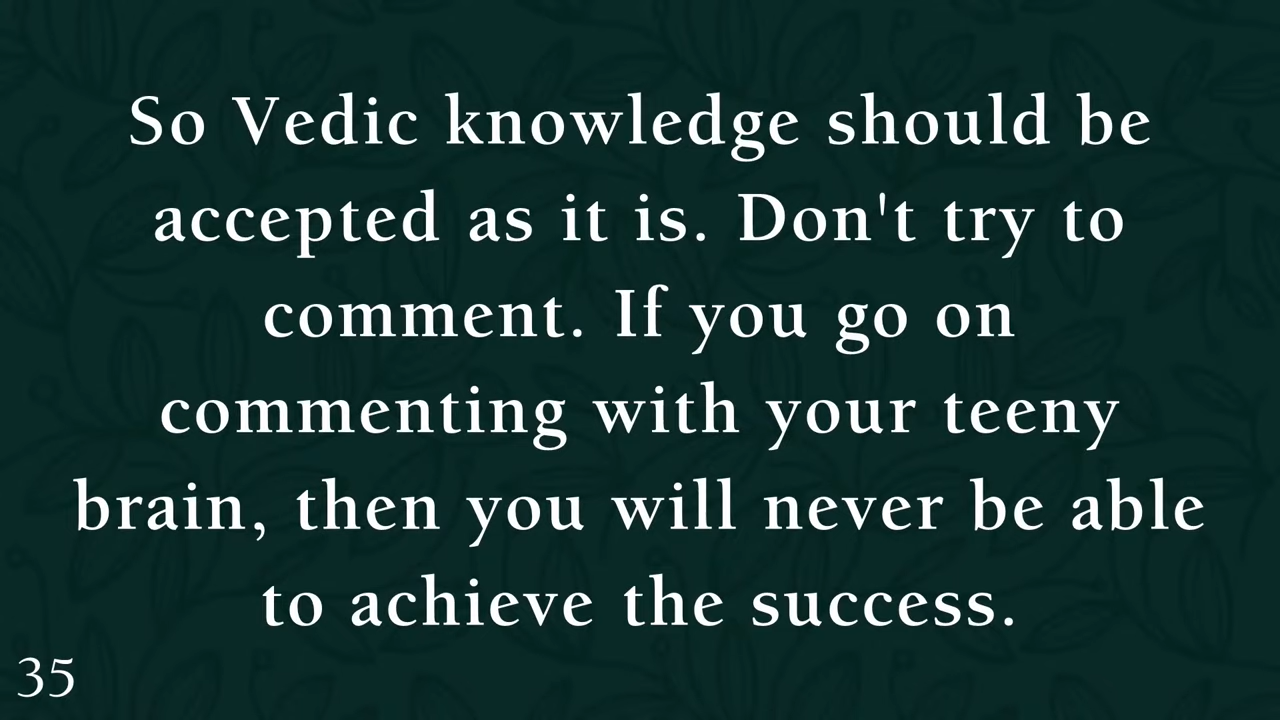 So Vedic knowledge should be
accepted as it is. Don't try to
comment. If you go on
commenting with your teeny
brain, then you will never be able
to achieve the success.
35